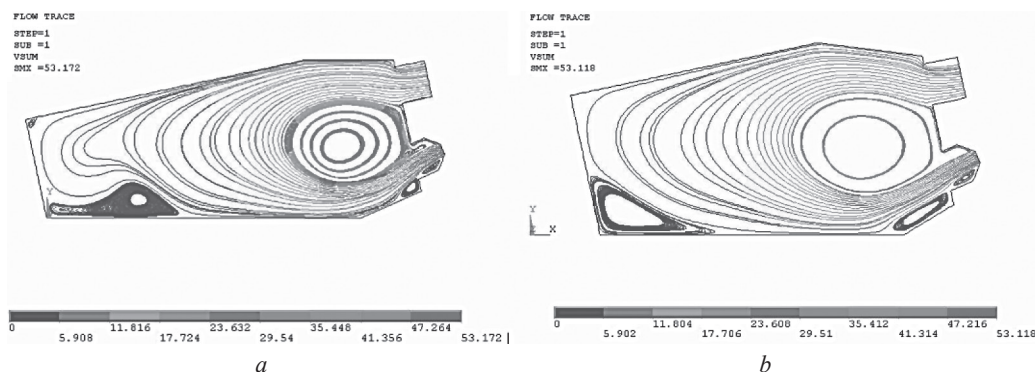 FLOW TRACE
STEP=1
SUB =1
VSUM
SMX =53.172
Y
0
5.908
11.816
17.724
23.632
29.54
35.448
41.356
47.264
53.172
a
FLOW TRACE
STEP=1
SUB =1
VSUM
SMX =53.118
Y
X
0
5.902
11.804
17.706
23.608
29.51
35.412
41.314
47.216
53.118
b